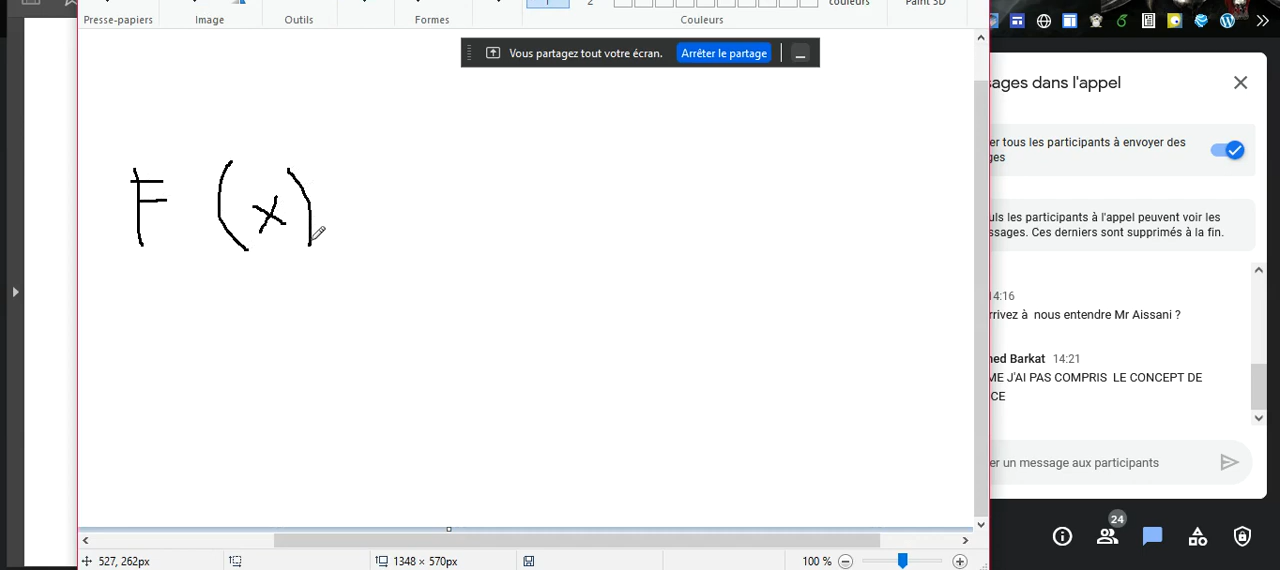 Presse-papiers
Image
Outils
Formes
Couleurs
1
2
couleurs
Paint 3D
Vous partagez tout votre écran.
Arrêter le partage
F (x)
527, 262px
1348 × 570px
100 %
ages dans l'appel
er tous les participants à envoyer des
ges
uls les participants à l'appel peuvent voir les
ssages. Ces derniers sont supprimés à la fin.
14:16
rrivez à nous entendre Mr Aissani ?
ned Barkat 14:21
ME J'AI PAS COMPRIS LE CONCEPT DE
CE
er un message aux participants
24